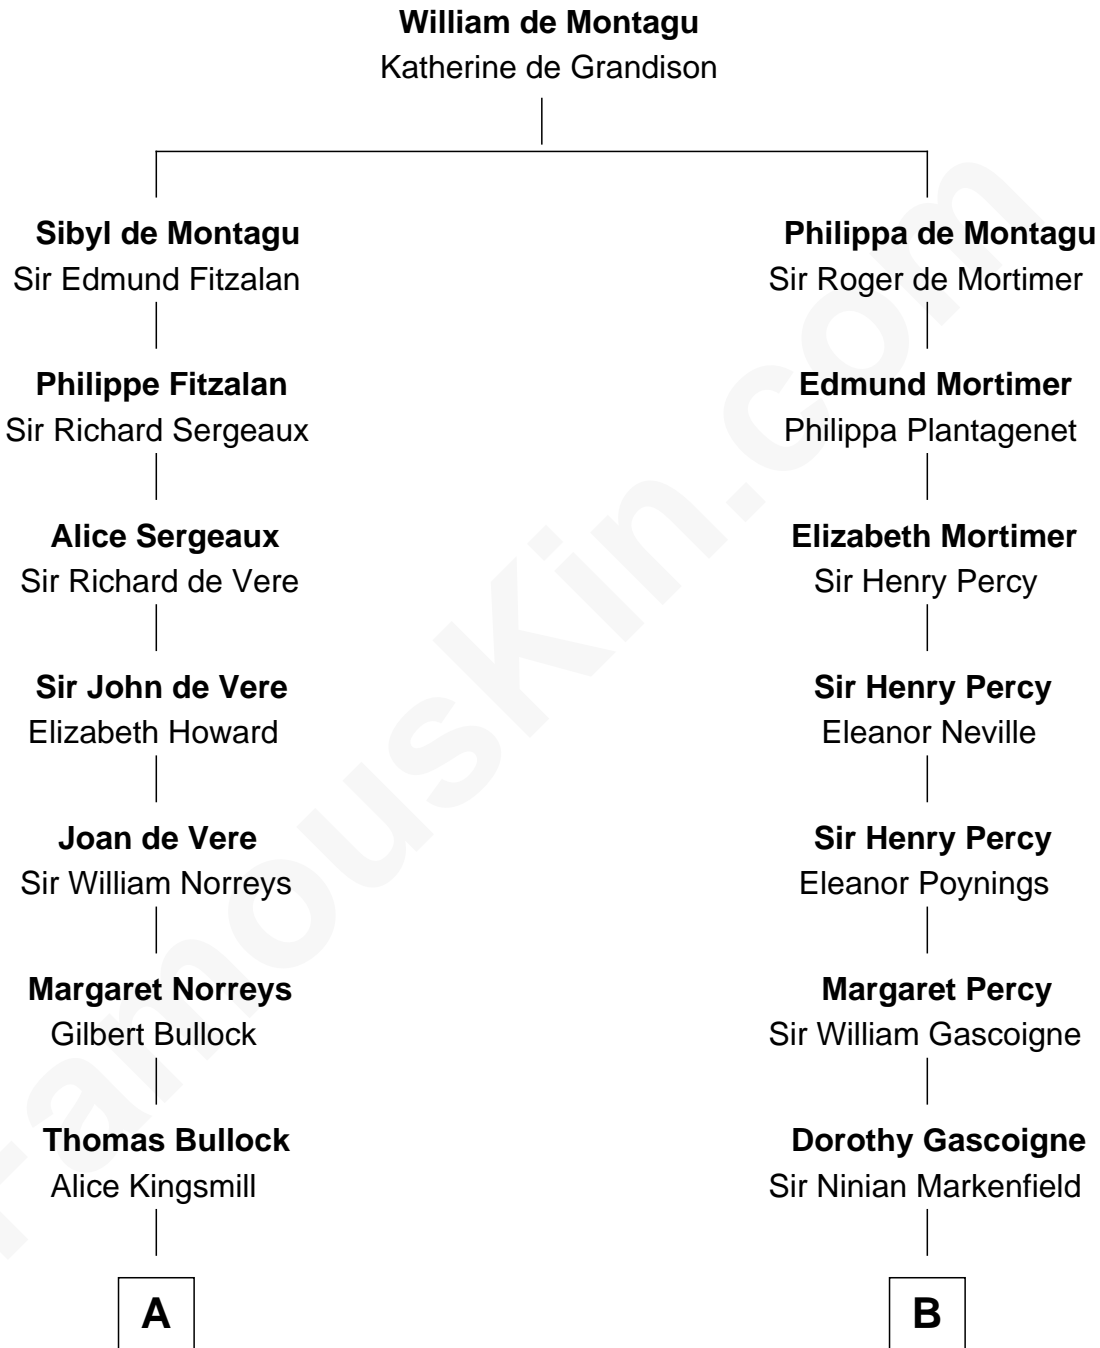 William de Montagu
Katherine de Grandison
Sibyl de Montagu
Sir Edmund Fitzalan
Philippe Fitzalan
Sir Richard Sergeaux
Alice Sergeaux
Sir Richard de Vere
Sir John de Vere
Elizabeth Howard
Joan de Vere
Sir William Norreys
Margaret Norreys
Gilbert Bullock
Thomas Bullock
Alice Kingsmill
A
Philippa de Montagu
Sir Roger de Mortimer
Edmund Mortimer
Philippa Plantagenet
Elizabeth Mortimer
Sir Henry Percy
Sir Henry Percy
Eleanor Neville
Sir Henry Percy
Eleanor Poynings
Margaret Percy
Sir William Gascoigne
Dorothy Gascoigne
Sir Ninian Markenfield
B
FamousKin.com